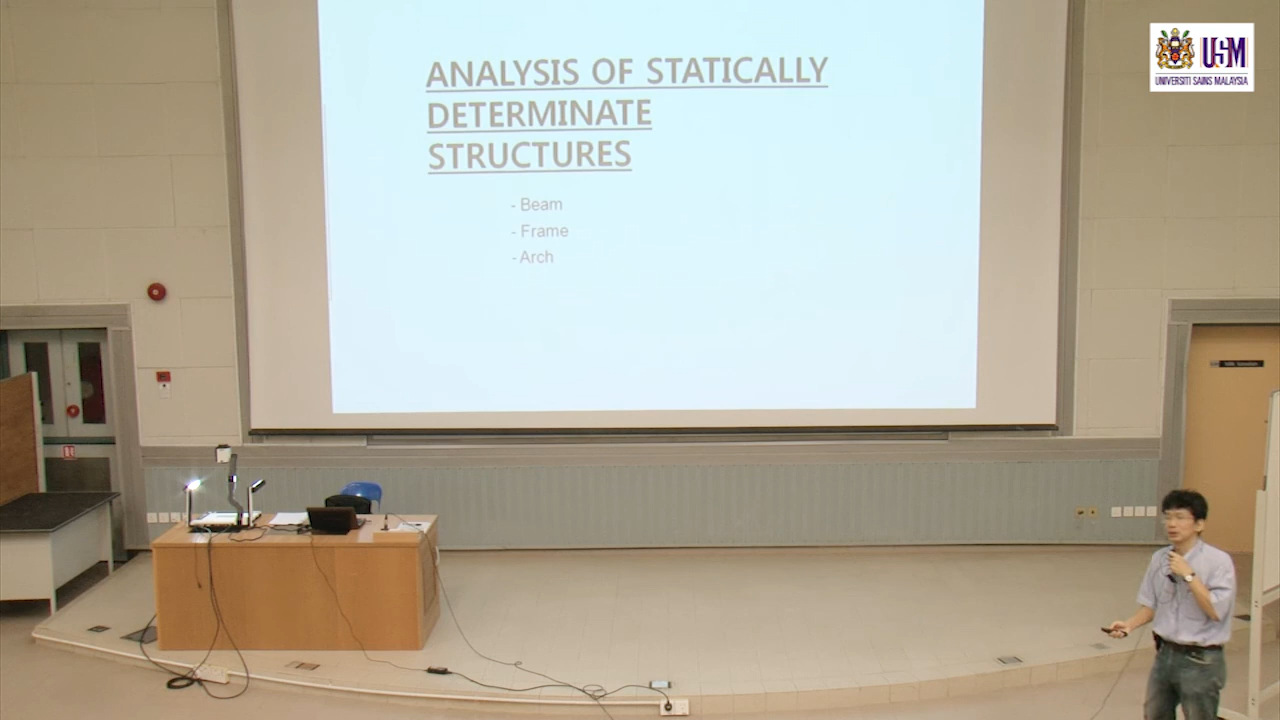 ANALYSIS OF STATICALLY
DETERMINATE
STRUCTURES
- Beam
- Frame
- Arch
USM
UNIVERSITI SAINS MALAYSIA